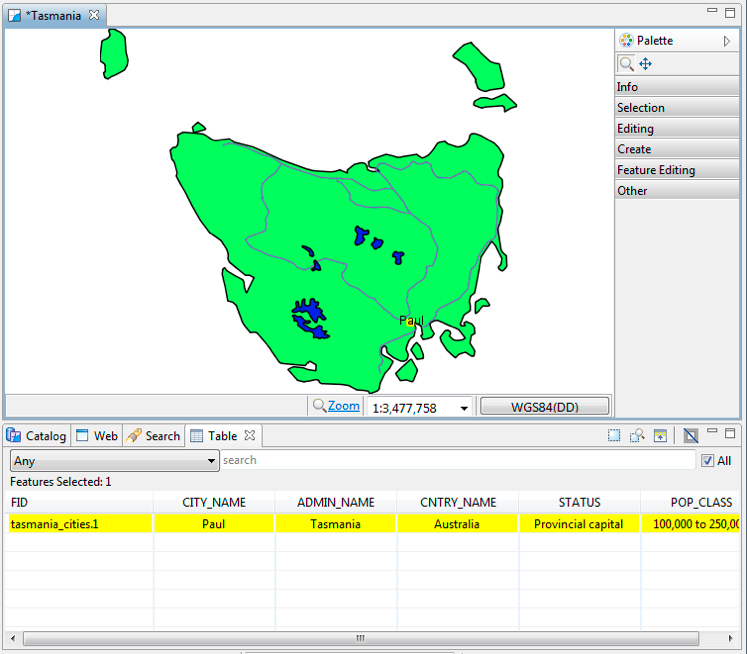 *Tasmania
Palette
Info
Selection
Editing
Create
Feature Editing
Other
Paul
Zoom
1:3,477,758
WGS84(DD)
Catalog Web Search Table
Any search All
Features Selected: 1
FID CITY_NAME ADMIN_NAME CNTRY_NAME STATUS POP_CLASS
tasmania_cities.1 Paul Tasmania Australia Provincial capital 100,000 to 250,00